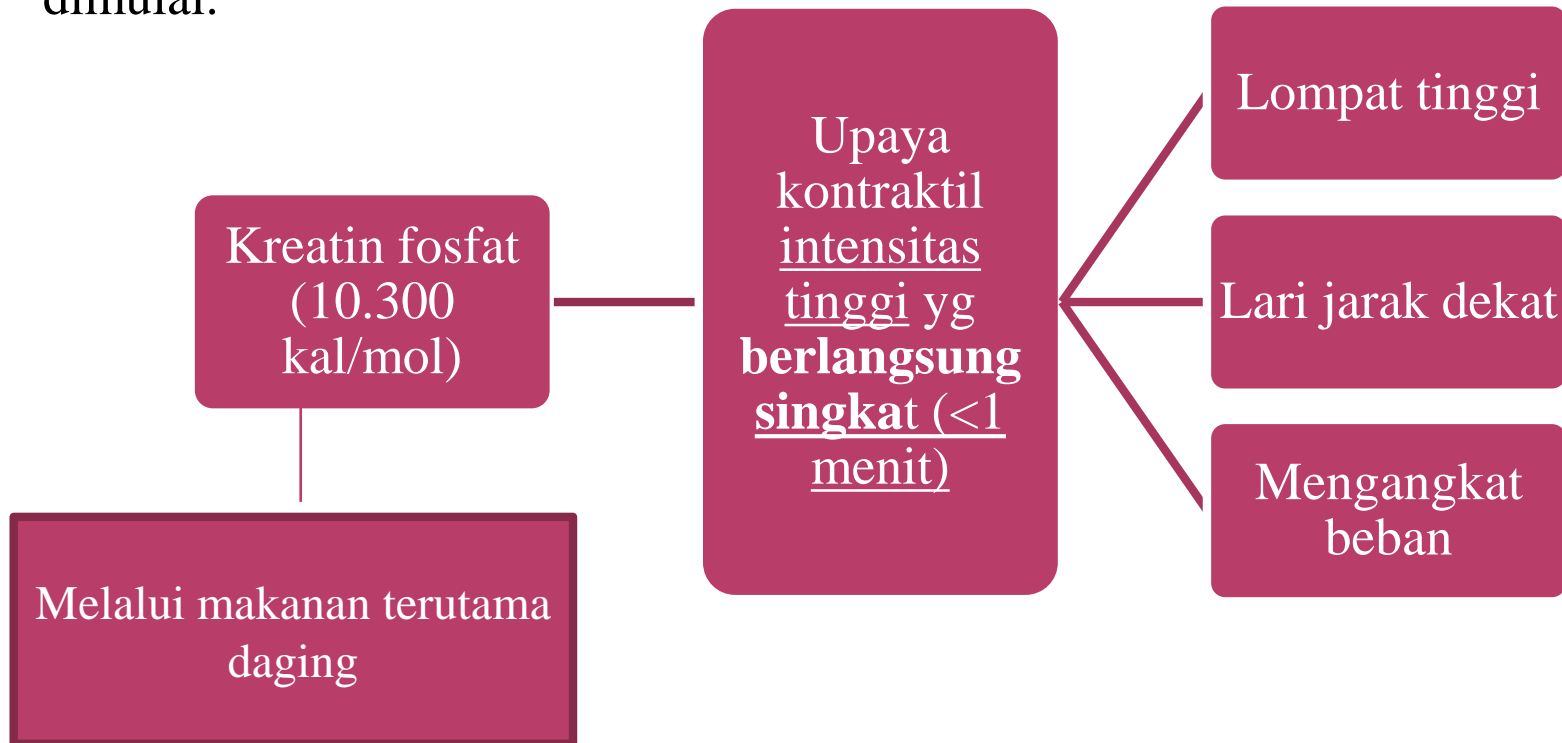 dimulai.
Kreatin fosfat
(10.300
kal/mol)
Melalui makanan terutama
daging
Upaya
kontraktil
intensitas
tinggi yg
berlangsung
singkat (<1
menit)
Lompat tinggi
Lari jarak dekat
Mengangkat
beban